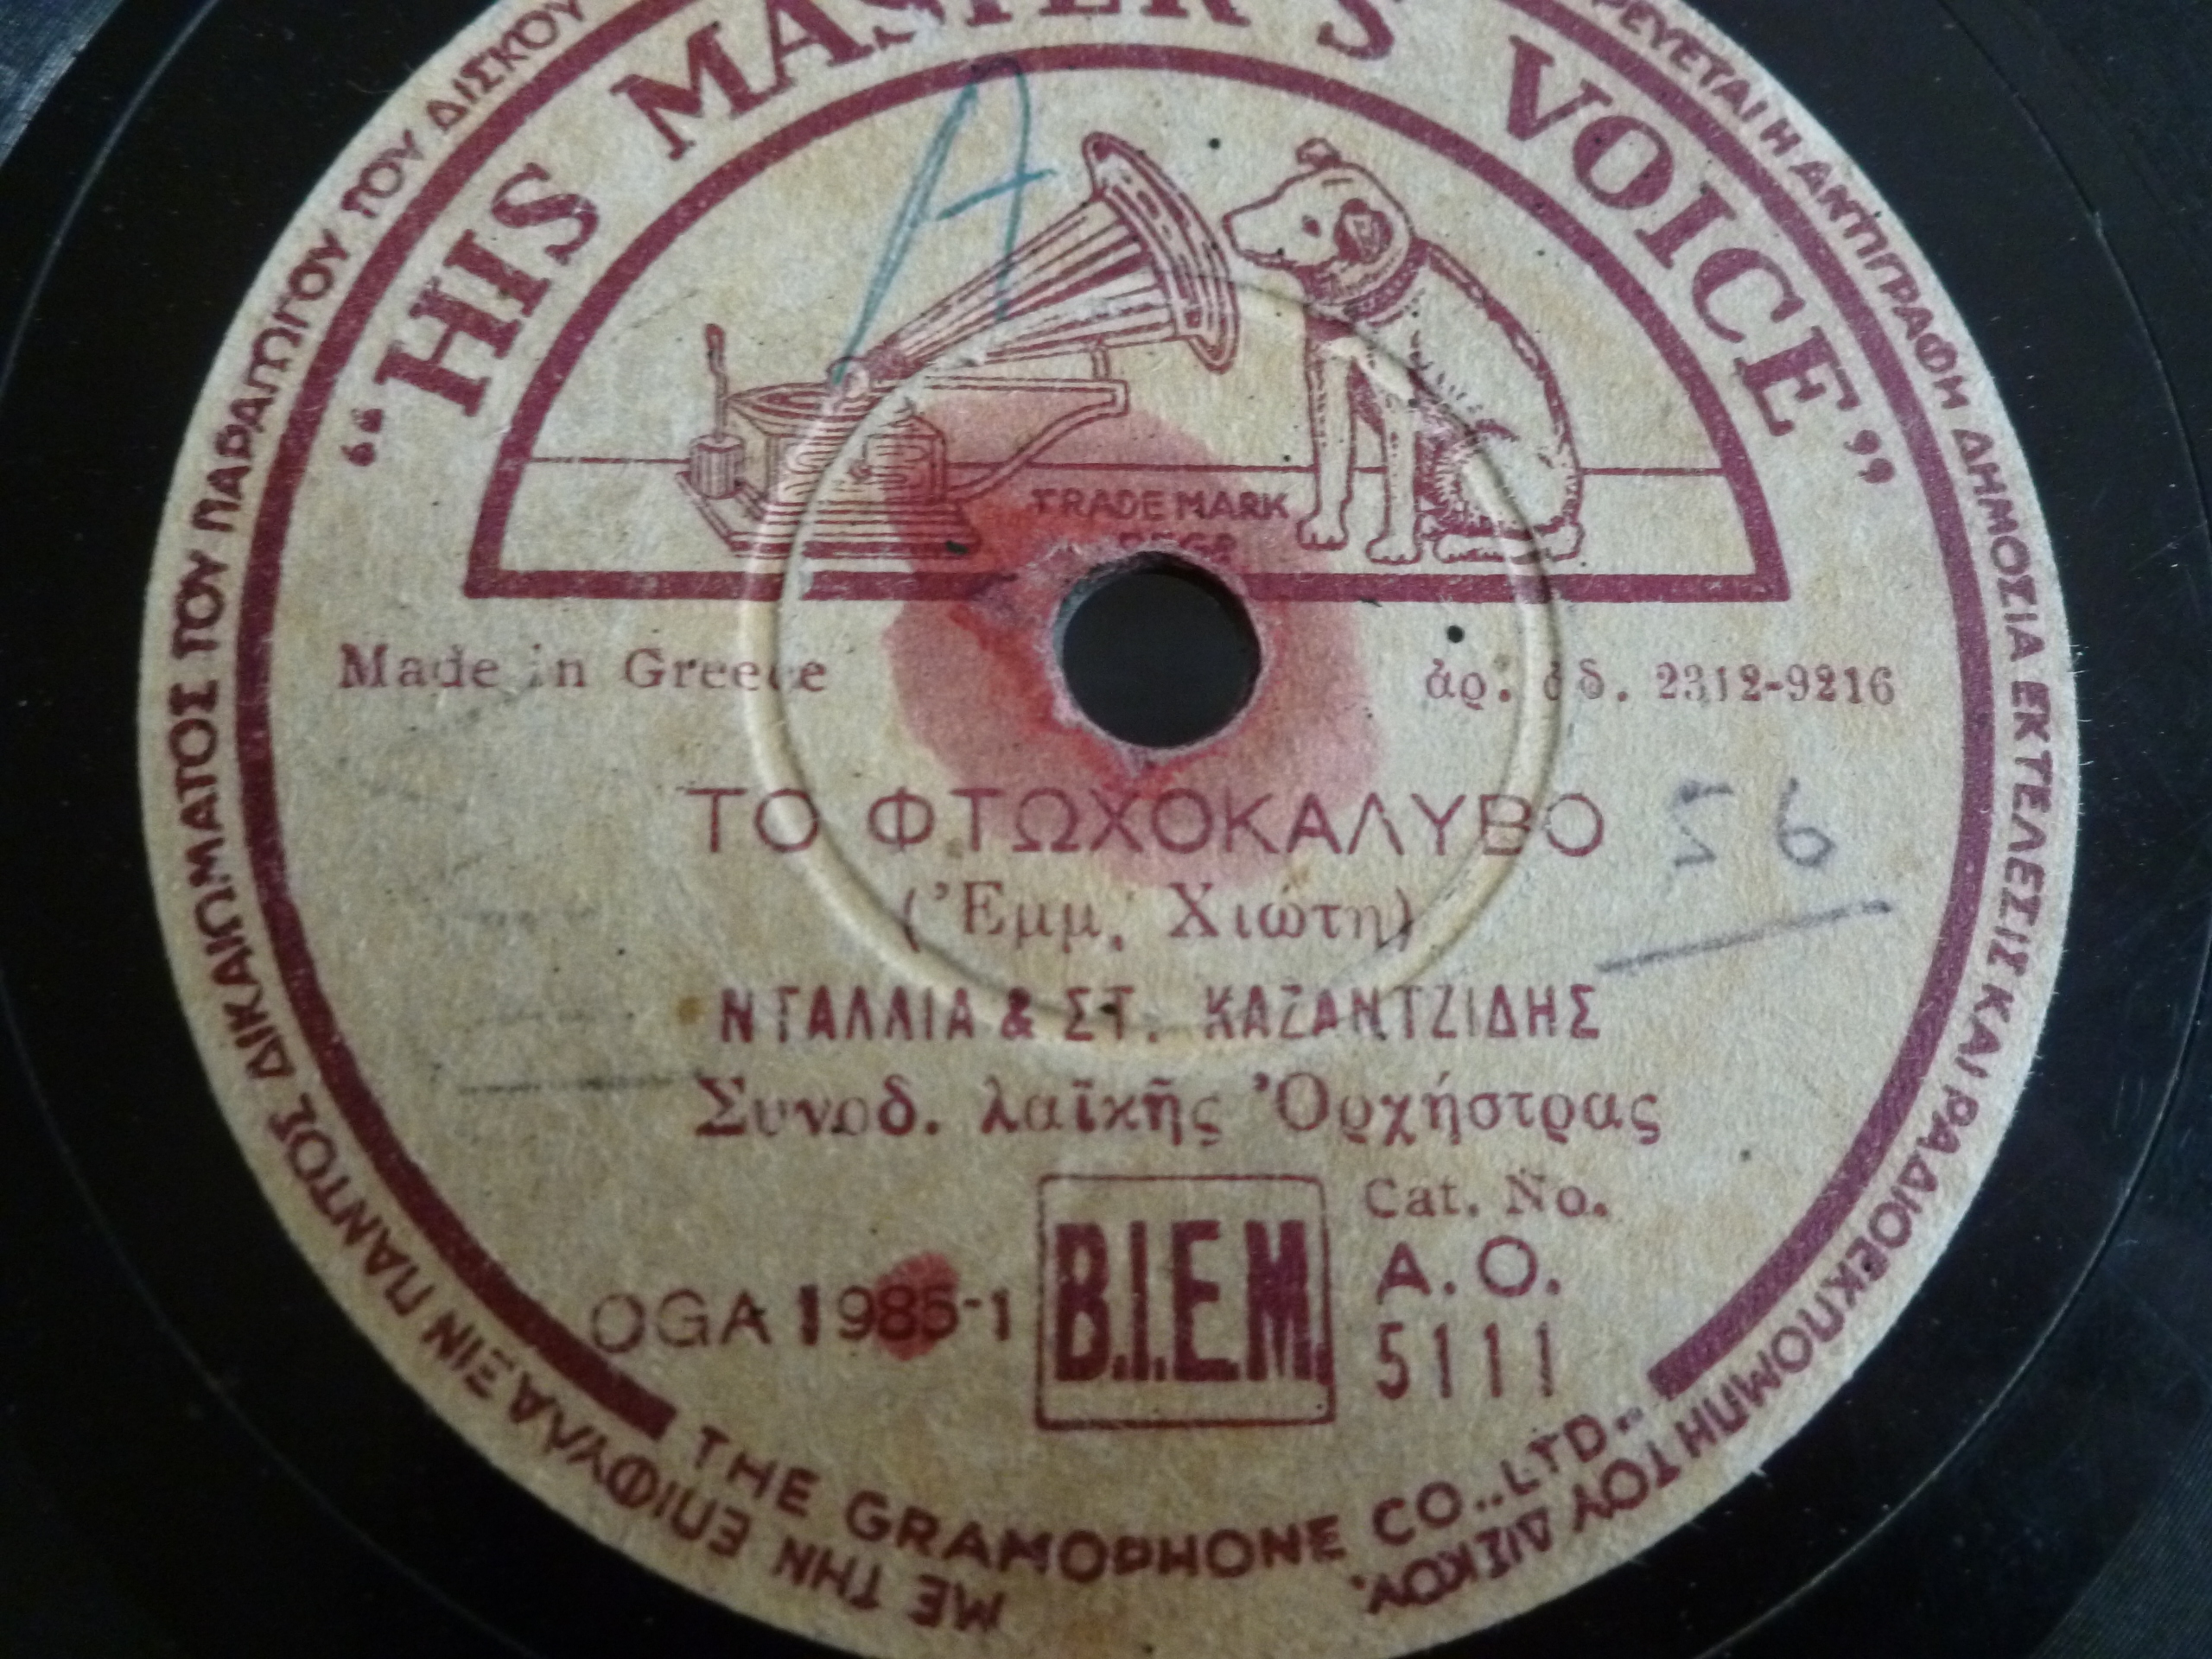 "HIS MASTER'S VOICE"
A
TRADE MARK
Made in Greece
ἀρ. ἀδ. 2312-9216
ΤΟ ΦΤΩΧΟΚΑΛΥΒΟ
56
('Εμμ. Χιώτη)
ΝΤΑΛΛΙΑ & ΣΤ. ΚΑΖΑΝΤΖΙΔΗΣ
Συνοδ. λαϊκῆς Ὀρχήστρας
OGA 1985-1
B.I.E.M.
Cat. No.
A.O.
5111
THE GRAMOPHONE CO., LTD.
ΜΕ ΤΗΝ ΕΠΙΦΥΛΑΞΙΝ ΠΑΝΤΟΣ ΔΙΚΑΙΩΜΑΤΟΣ ΤΟΥ ΠΑΡΑΓΩΓΟΥ ΤΟΥ ΔΙΣΚΟΥ
Η ΑΝΤΙΓΡΑΦΗ ΔΗΜΟΣΙΑ ΕΚΤΕΛΕΣΙΣ ΚΑΙ ΡΑΔΙΟΕΚΠΟΜΠΗ ΤΟΥ ΔΙΣΚΟΥ.